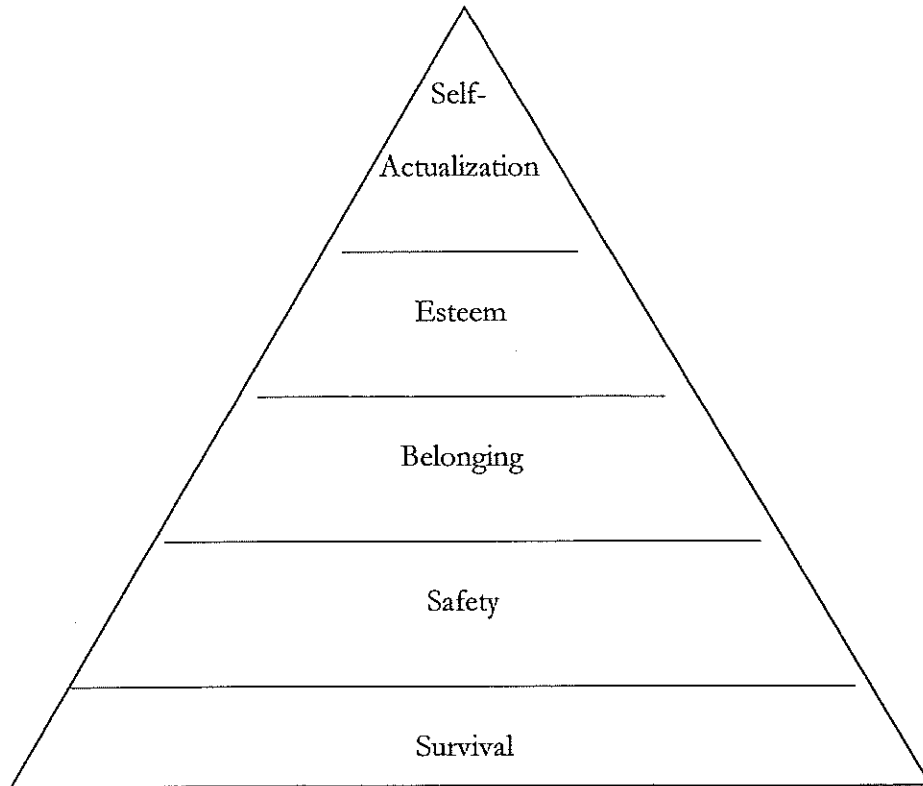 Self-
Actualization
Esteem
Belonging
Safety
Survival